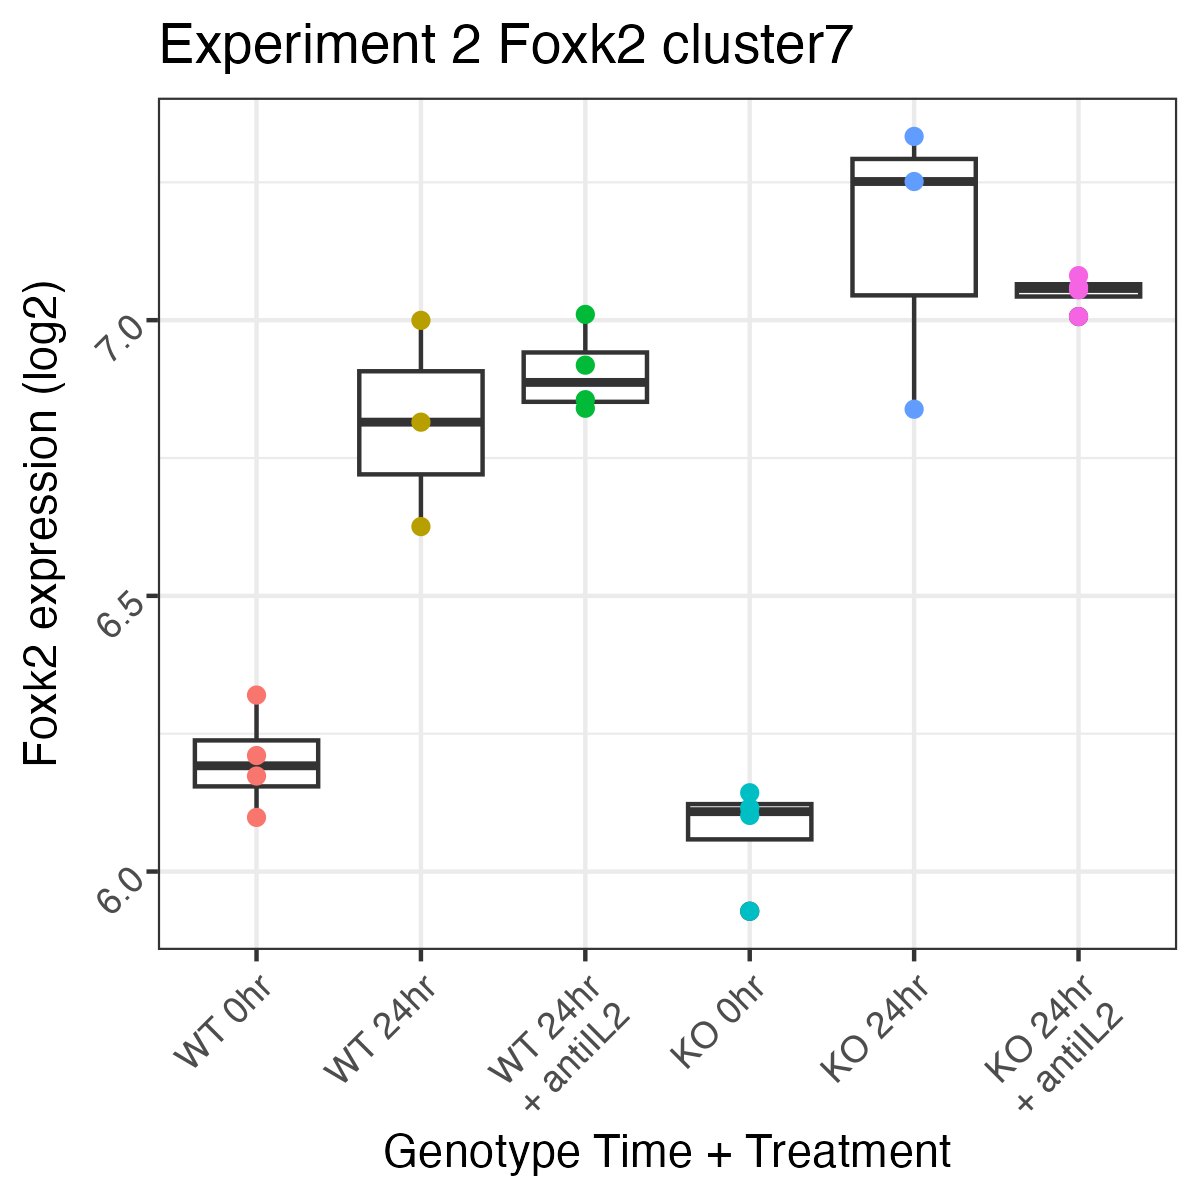 Experiment 2 Foxk2 cluster7
Foxk2 expression (log2)
7.0
6.5
6.0
WT 0hr
WT 24hr
WT 24hr
+ antiIL2
KO 0hr
KO 24hr
KO 24hr
+ antiIL2
Genotype Time + Treatment